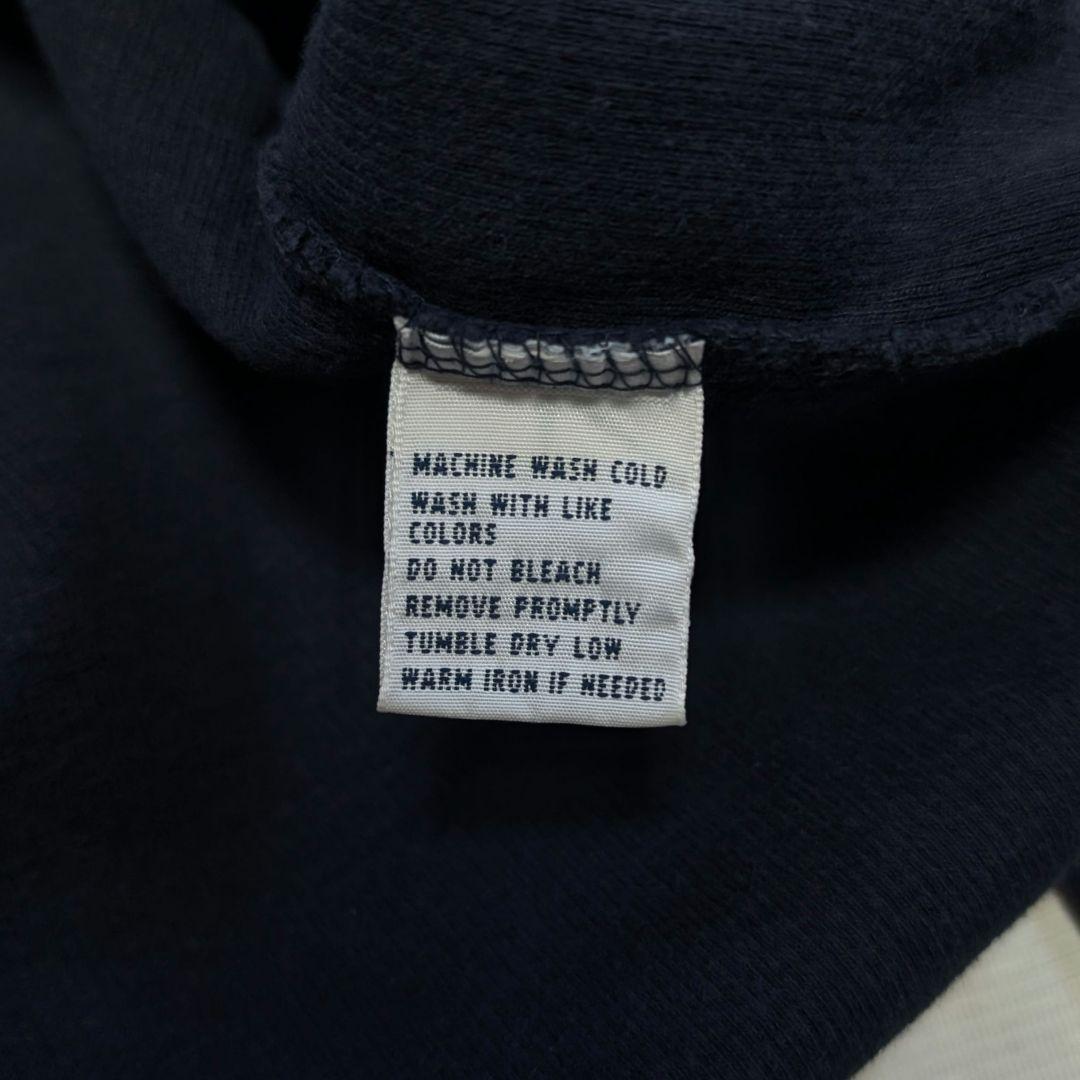 MACHINE WASH COLD
WASH WITH LIKE
COLORS
DO NOT BLEACH
REMOVE PROMPTLY
TUMBLE DRY LOW
WARM IRON IF NEEDED